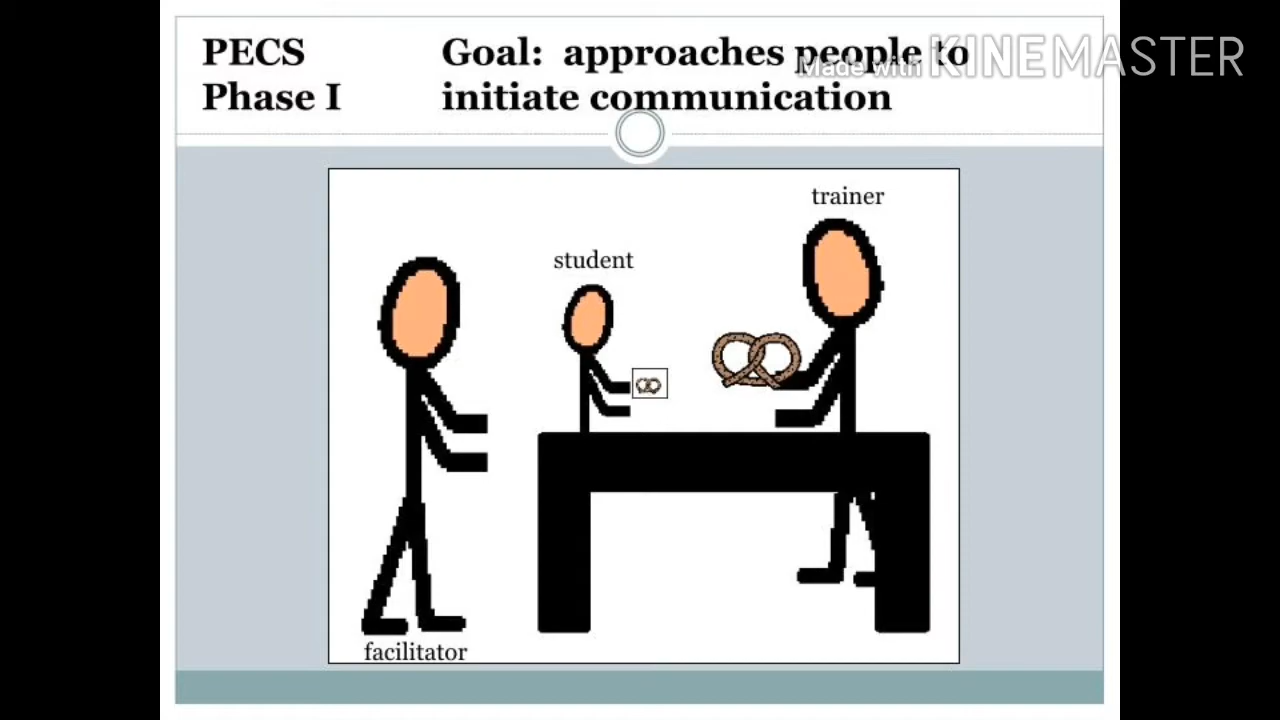 PECS
Phase I
Goal: approaches people to
initiate communication
Made with KINEMASTER
trainer
student
facilitator